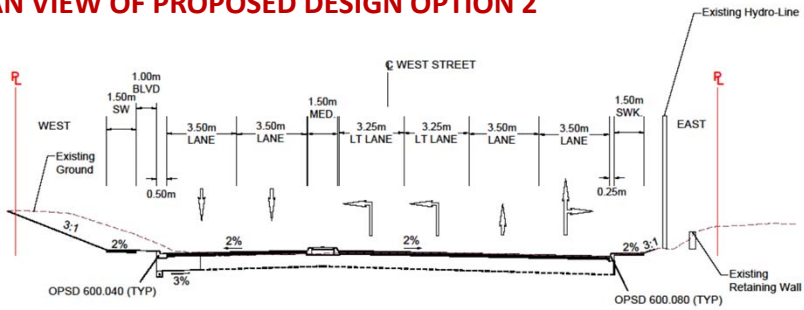 AN VIEW OF PROPOSED DESIGN OPTION 2
Existing Hydro-Line
℄ WEST STREET
PL
PL
1.00m
BLVD
1.50m
SW
3.50m
LANE
3.50m
LANE
1.50m
MED.
3.25m
LT LANE
3.25m
LT LANE
3.50m
LANE
3.50m
LANE
1.50m
SWK.
WEST
EAST
Existing
Ground
0.50m
0.25m
3:1
2%
2%
2%
2%
3:1
3%
OPSD 600.040 (TYP)
OPSD 600.080 (TYP)
Existing
Retaining Wall